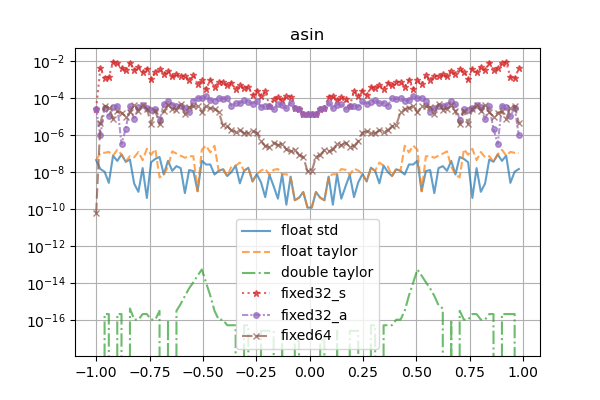 asin
10⁻²
10⁻⁴
10⁻⁶
10⁻⁸
10⁻¹⁰
10⁻¹²
10⁻¹⁴
10⁻¹⁶
float std
float taylor
double taylor
fixed32_s
fixed32_a
fixed64
−1.00 −0.75 −0.50 −0.25 0.00 0.25 0.50 0.75 1.00